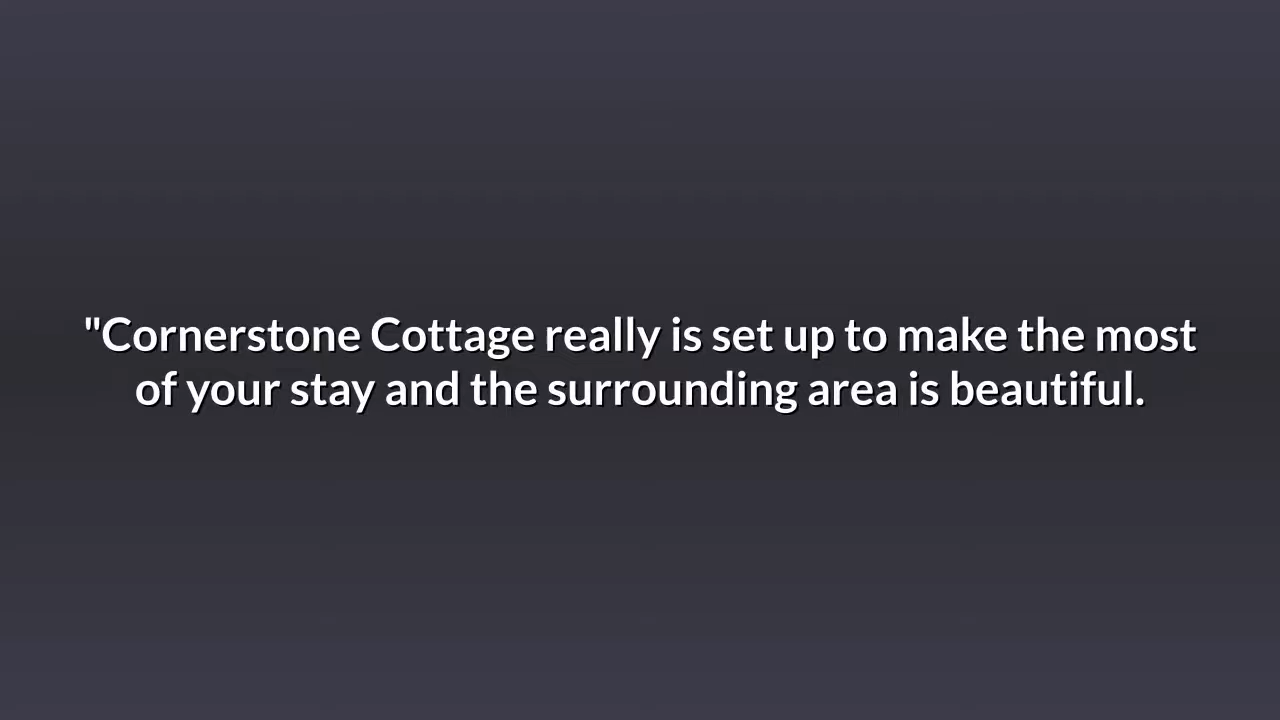 "Cornerstone Cottage really is set up to make the most
of your stay and the surrounding area is beautiful.